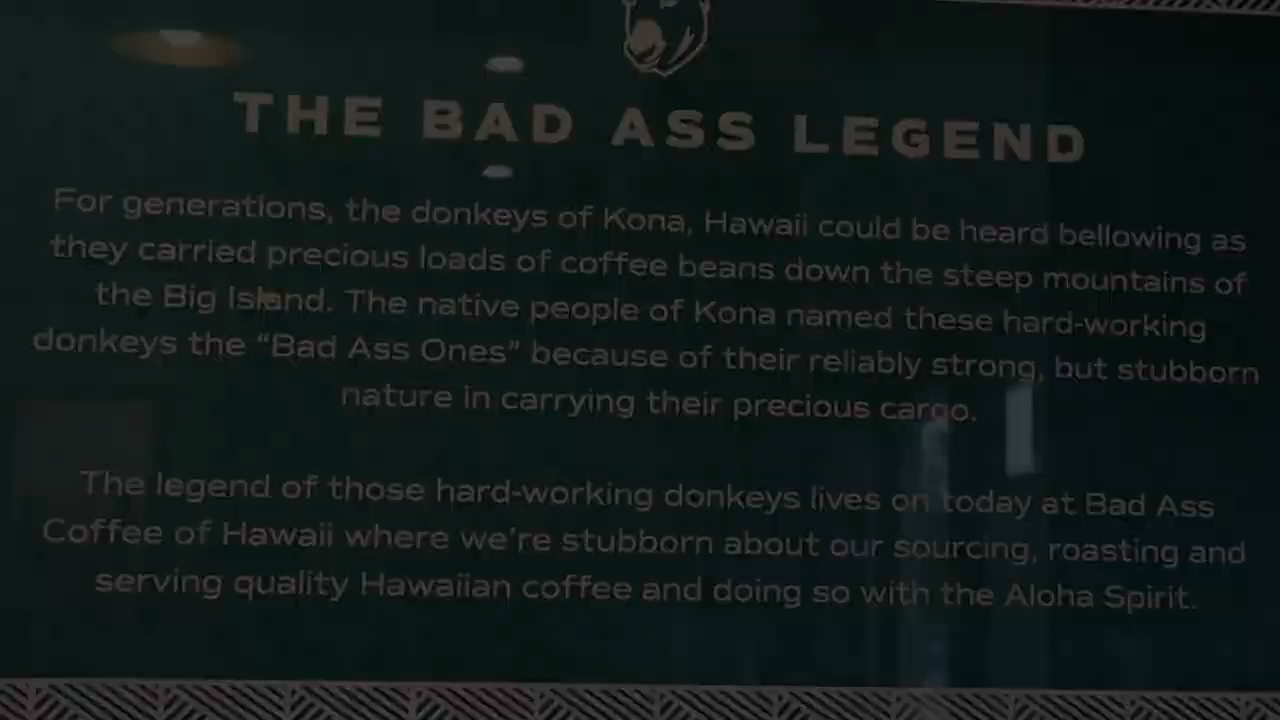 THE BAD ASS LEGEND
For generations, the donkeys of Kona, Hawaii could be heard bellowing as
they carried precious loads of coffee beans down the steep mountains of
the Big Island. The native people of Kona named these hard-working
donkeys the “Bad Ass Ones” because of their reliably strong, but stubborn
nature in carrying their precious cargo.
The legend of those hard-working donkeys lives on today at Bad Ass
Coffee of Hawaii where we're stubborn about our sourcing, roasting and
serving quality Hawaiian coffee and doing so with the Aloha Spirit.